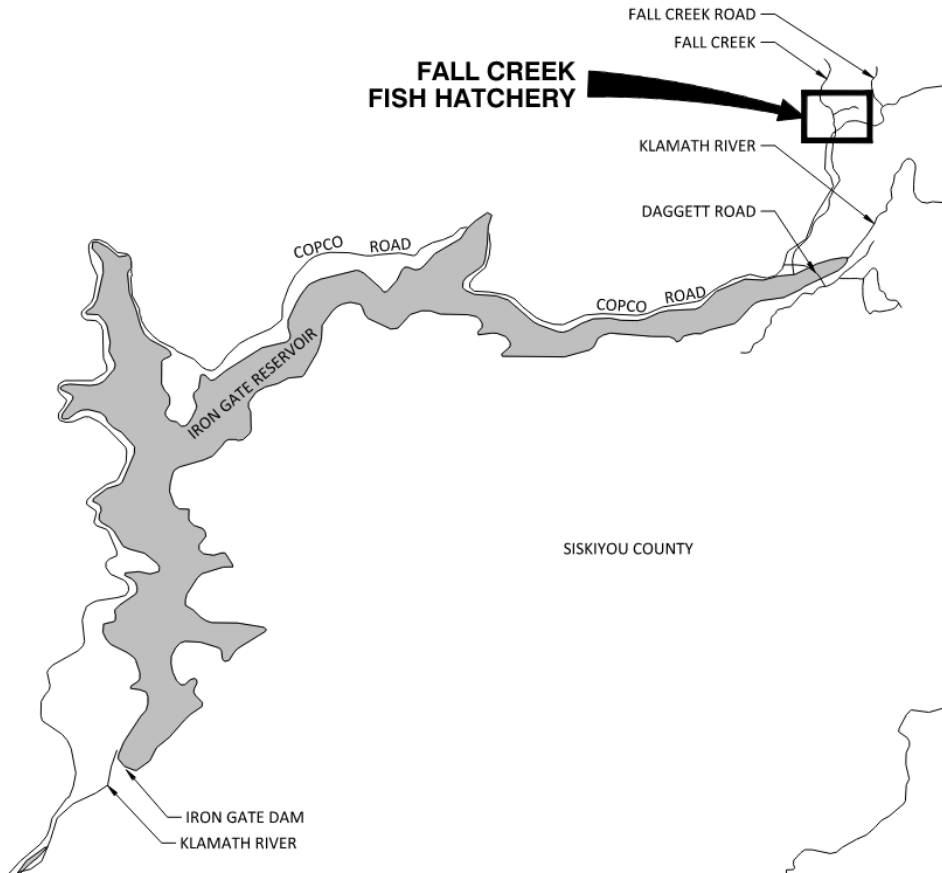 FALL CREEK ROAD
FALL CREEK
FALL CREEK
FISH HATCHERY
KLAMATH RIVER
DAGGETT ROAD
COPCO ROAD
COPCO ROAD
IRON GATE RESERVOIR
SISKIYOU COUNTY
IRON GATE DAM
KLAMATH RIVER